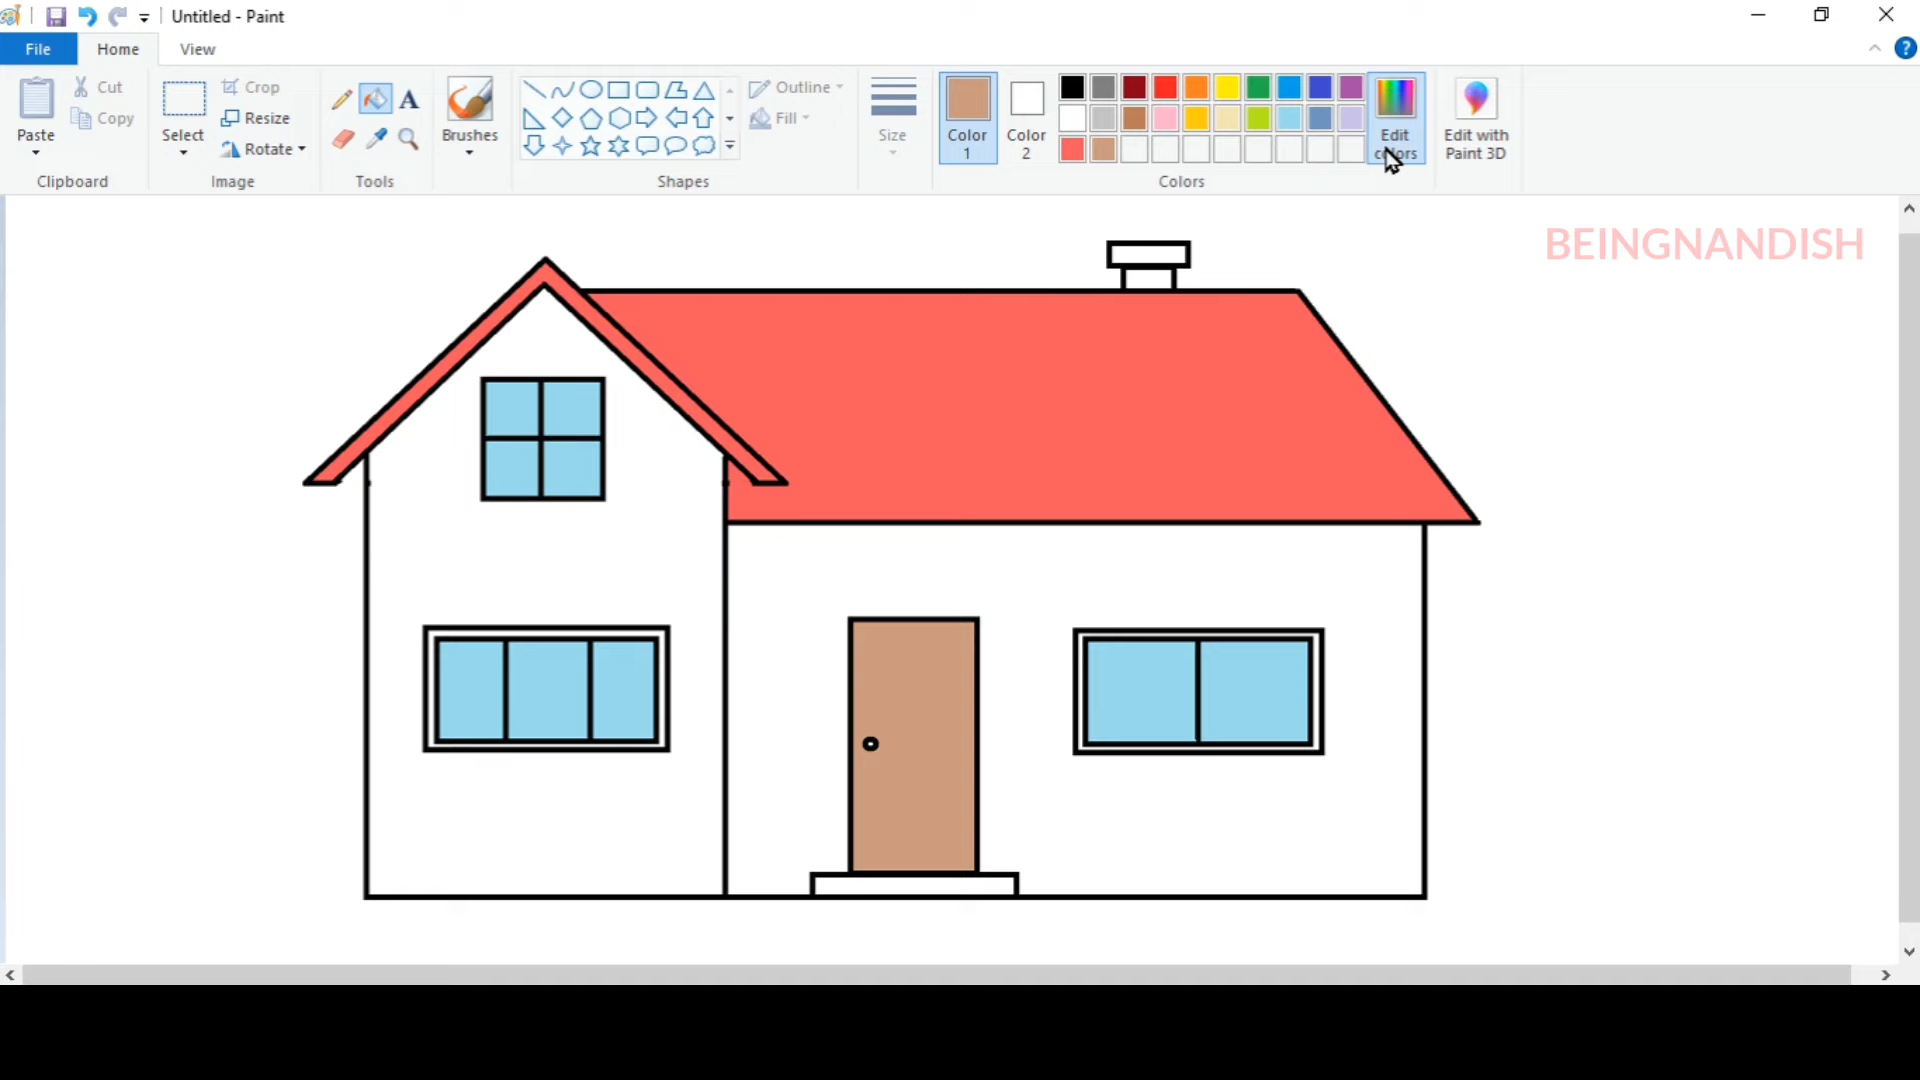 Untitled - Paint
File Home View
Paste
Cut
Copy
Clipboard
Select
Crop
Resize
Rotate
Image
A
Tools
Brushes
Shapes
Outline
Fill
Size
Color 1
Color 2
Edit colors
Colors
Edit with Paint 3D
BEINGNANDISH